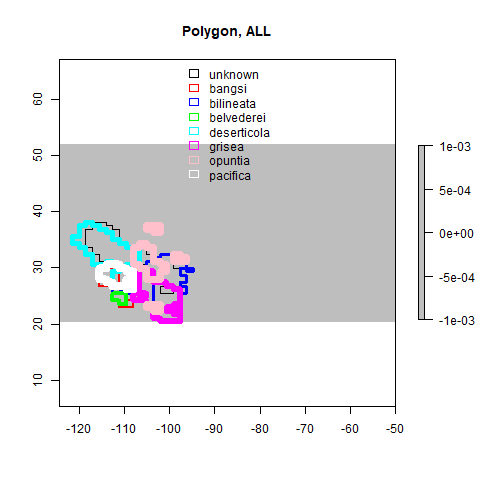 Polygon, ALL
unknown
bangsi
bilineata
belvederei
deserticola
grisea
opuntia
pacifica
60
50
40
30
20
10
-120 -110 -100 -90 -80 -70 -60 -50
1e-03
5e-04
0e+00
-5e-04
-1e-03